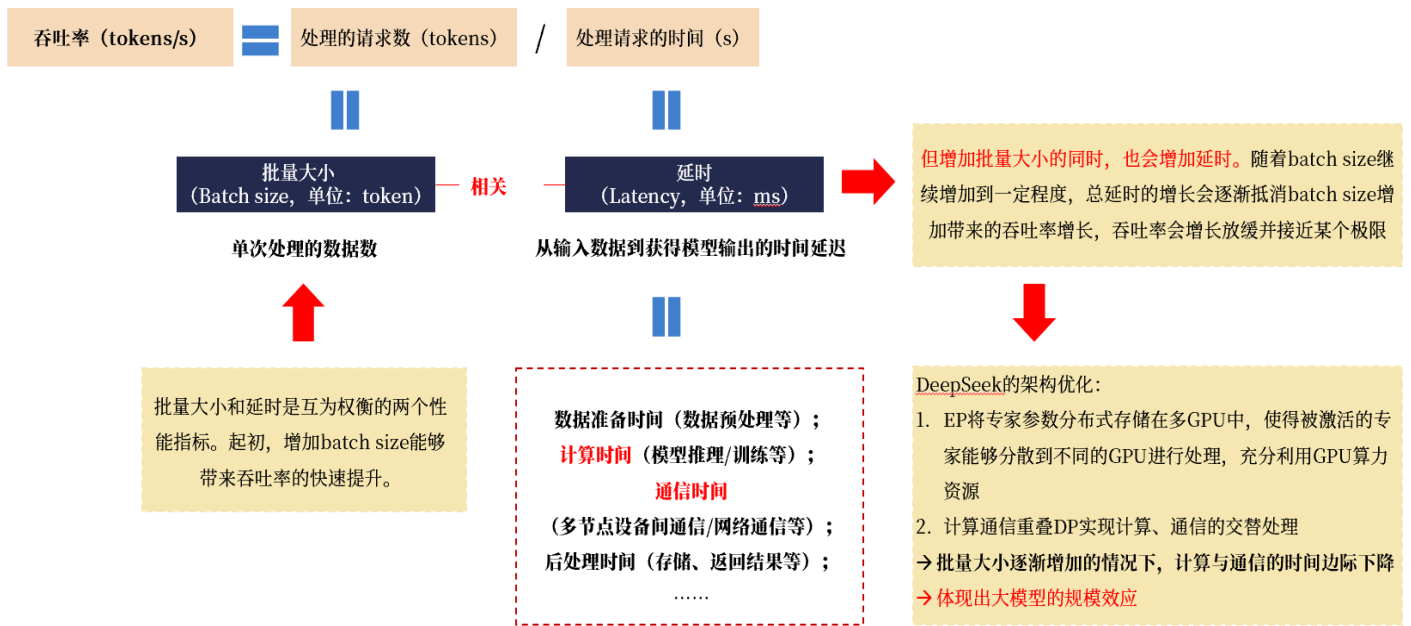 吞吐率（tokens/s）
处理的请求数（tokens）
/
处理请求的时间（s）
批量大小
（Batch size，单位：token）
相关
延时
（Latency，单位：ms）
单次处理的数据数
从输入数据到获得模型输出的时间延迟
但增加批量大小的同时，也会增加延时。随着batch size继
续增加到一定程度，总延时的增长会逐渐抵消batch size增
加带来的吞吐率增长，吞吐率会增长放缓并接近某个极限
批量大小和延时是互为权衡的两个性
能指标。起初，增加batch size能够
带来吞吐率的快速提升。
数据准备时间（数据预处理等）；
计算时间（模型推理/训练等）；
通信时间
（多节点设备间通信/网络通信等）；
后处理时间（存储、返回结果等）；
……
DeepSeek的架构优化：
1. EP将专家参数分布式存储在多GPU中，使得被激活的专
家能够分散到不同的GPU进行处理，充分利用GPU算力
资源
2. 计算通信重叠DP实现计算、通信的交替处理
→批量大小逐渐增加的情况下，计算与通信的时间边际下降
→体现出大模型的规模效应